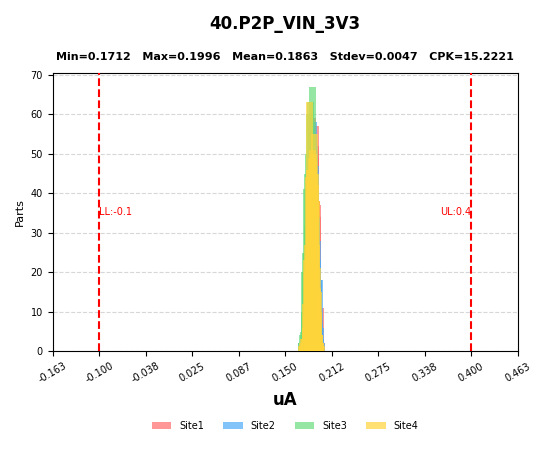 40.P2P_VIN_3V3
Min=0.1712 Max=0.1996 Mean=0.1863 Stdev=0.0047 CPK=15.2221
70
60
50
40
30
20
10
0
Parts
LL:-0.1
UL:0.4
-0.163 -0.100 -0.038 0.025 0.087 0.150 0.212 0.275 0.338 0.400 0.463
uA
Site1 Site2 Site3 Site4